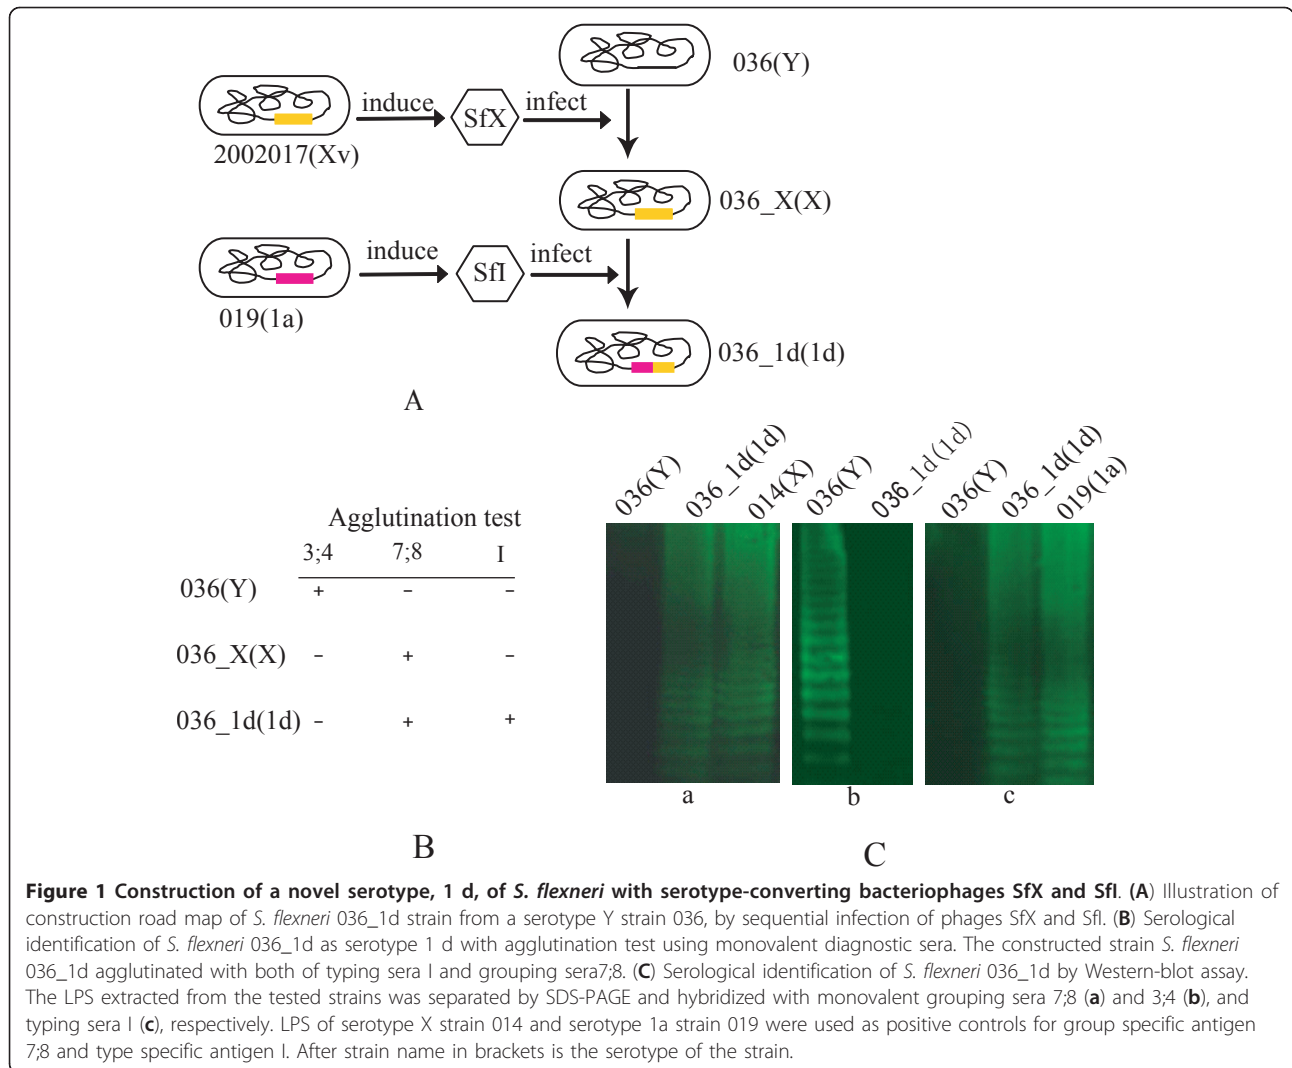 036(Y)
induce
SfX
infect
2002017(Xv)
036_X(X)
induce
SfI
infect
019(1a)
036_1d(1d)
A
036(Y) 036_1d(1d) 014(X) 036(Y) 036_1d(1d) 036(Y) 036_1d(1d) 019(1a)
Agglutination test
3;4 7;8 I
036(Y) + – –
036_X(X) – + –
036_1d(1d) – + +
a b c
B
C
Figure 1 Construction of a novel serotype, 1 d, of S. flexneri with serotype-converting bacteriophages SfX and SfI. (A) Illustration of
construction road map of S. flexneri 036_1d strain from a serotype Y strain 036, by sequential infection of phages SfX and SfI. (B) Serological
identification of S. flexneri 036_1d as serotype 1 d with agglutination test using monovalent diagnostic sera. The constructed strain S. flexneri
036_1d agglutinated with both of typing sera I and grouping sera7;8. (C) Serological identification of S. flexneri 036_1d by Western-blot assay.
The LPS extracted from the tested strains was separated by SDS-PAGE and hybridized with monovalent grouping sera 7;8 (a) and 3;4 (b), and
typing sera I (c), respectively. LPS of serotype X strain 014 and serotype 1a strain 019 were used as positive controls for group specific antigen
7;8 and type specific antigen I. After strain name in brackets is the serotype of the strain.